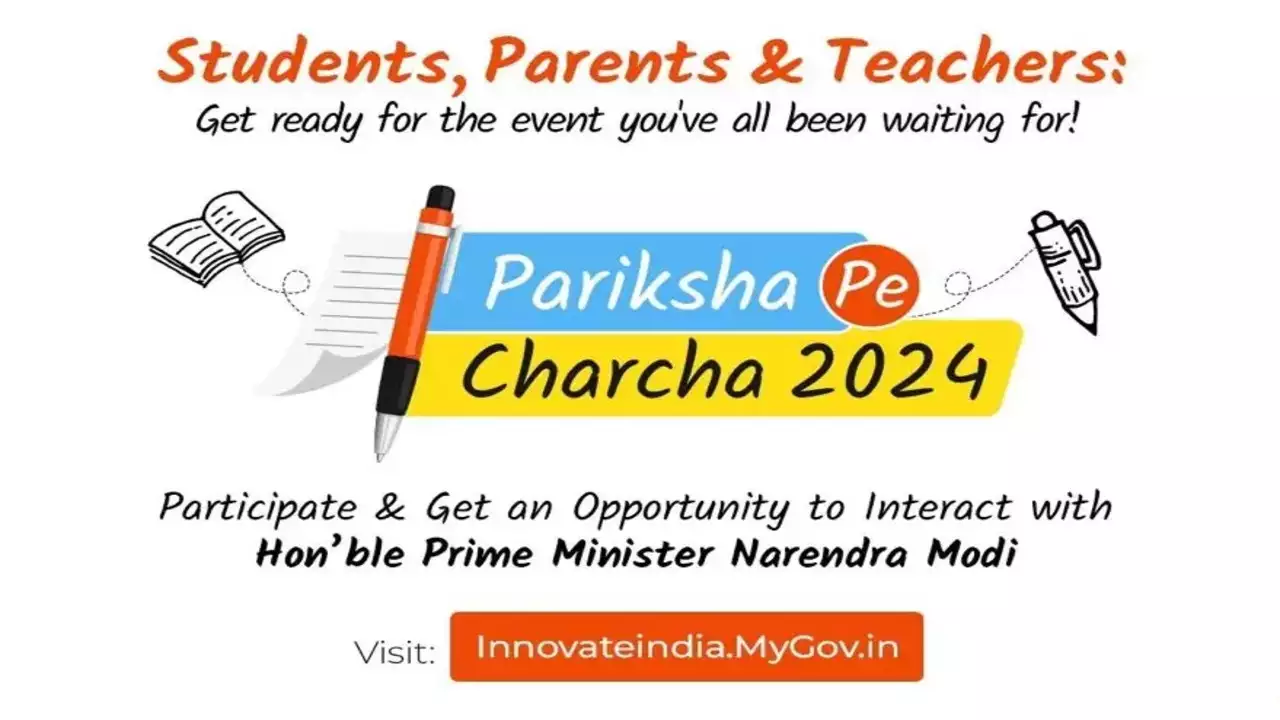 Students, Parents & Teachers:
Get ready for the event you've all been waiting for!
Pariksha Pe
Charcha 2024
Participate & Get an Opportunity to Interact with
Hon’ble Prime Minister Narendra Modi
Visit: Innovateindia.MyGov.in